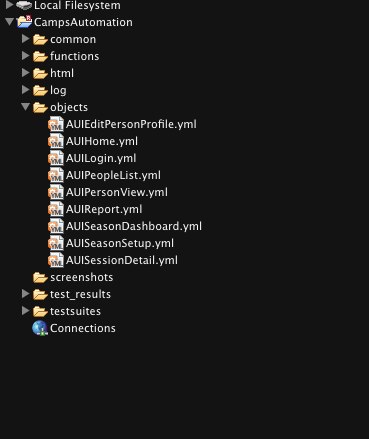 Local Filesystem
CampsAutomation
common
functions
html
log
objects
AUIEditPersonProfile.yml
AUIHome.yml
AUILogin.yml
AUIPeopleList.yml
AUIPersonView.yml
AUIReport.yml
AUISeasonDashboard.yml
AUISeasonSetup.yml
AUISessionDetail.yml
screenshots
test_results
testsuites
Connections